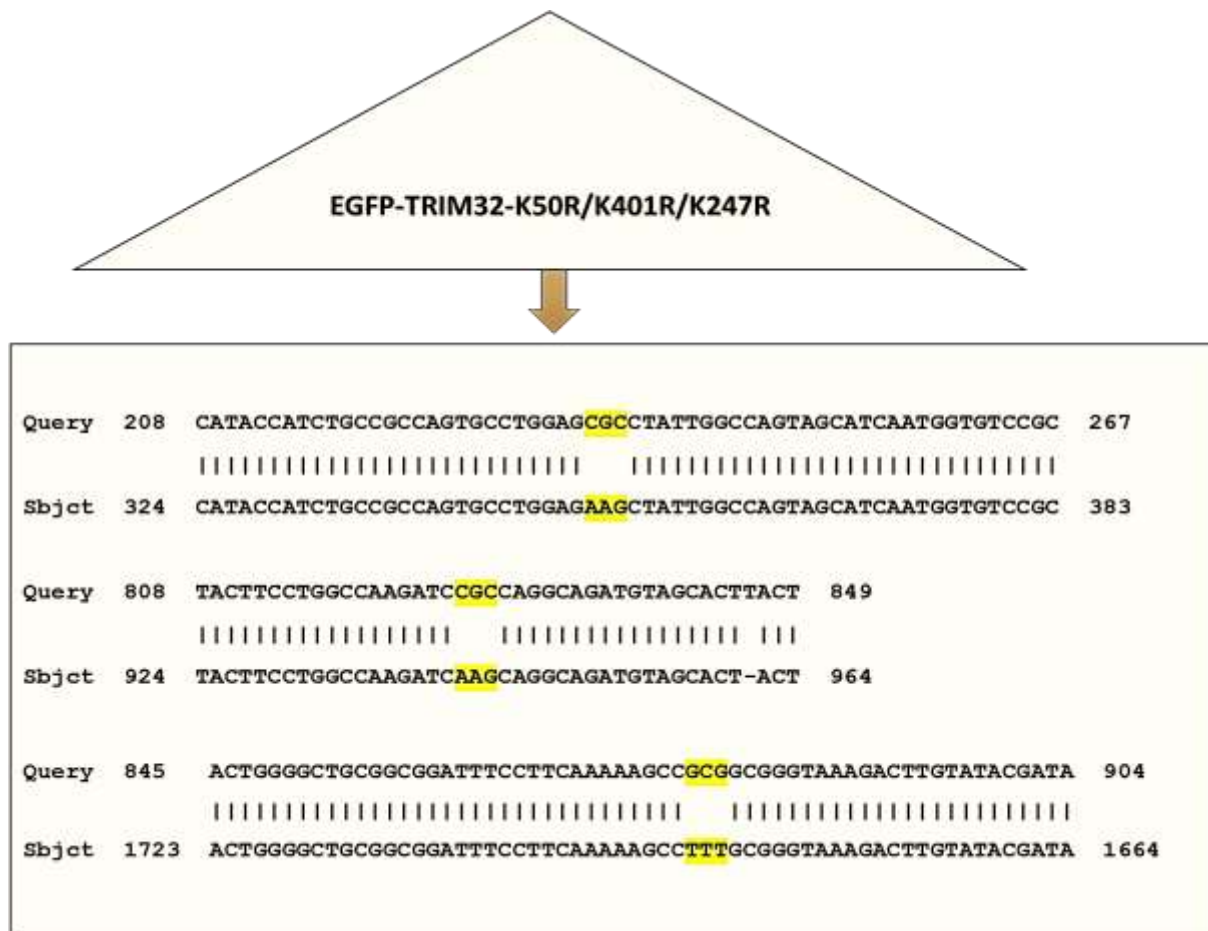 EGFP-TRIM32-K50R/K401R/K247R
Query 208 CATACCATCTGCCGCCAGTGCCTGGAGCGCCTATTGGCCAGTAGCATCAATGGTGTCCGC 267
||||||||||||||||||||||||||| ||||||||||||||||||||||||||||||
Sbjct 324 CATACCATCTGCCGCCAGTGCCTGGAGAAGCTATTGGCCAGTAGCATCAATGGTGTCCGC 383
Query 808 TACTTCCTGGCCAAGATCCGCCAGGCAGATGTAGCACTTACT 849
|||||||||||||||||| ||||||||||||||||| |||
Sbjct 924 TACTTCCTGGCCAAGATCAAGCAGGCAGATGTAGCACT-ACT 964
Query 845 ACTGGGGCTGCGGCGGATTTCCTTCAAAAAGCCGCGGCGGGTAAAGACTTGTATACGATA 904
||||||||||||||||||||||||||||||||| ||||||||||||||||||||||||
Sbjct 1723 ACTGGGGCTGCGGCGGATTTCCTTCAAAAAGCCTTTGCGGGTAAAGACTTGTATACGATA 1664